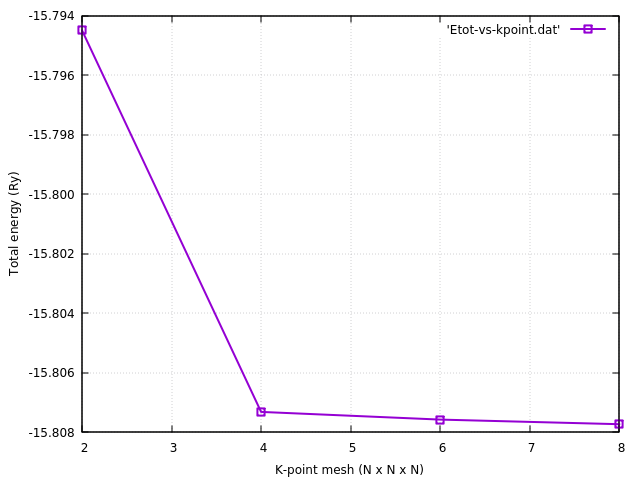 -15.794
-15.796
-15.798
-15.800
-15.802
-15.804
-15.806
-15.808
Total energy (Ry)
'Etot-vs-kpoint.dat'
2 3 4 5 6 7 8
K-point mesh (N x N x N)